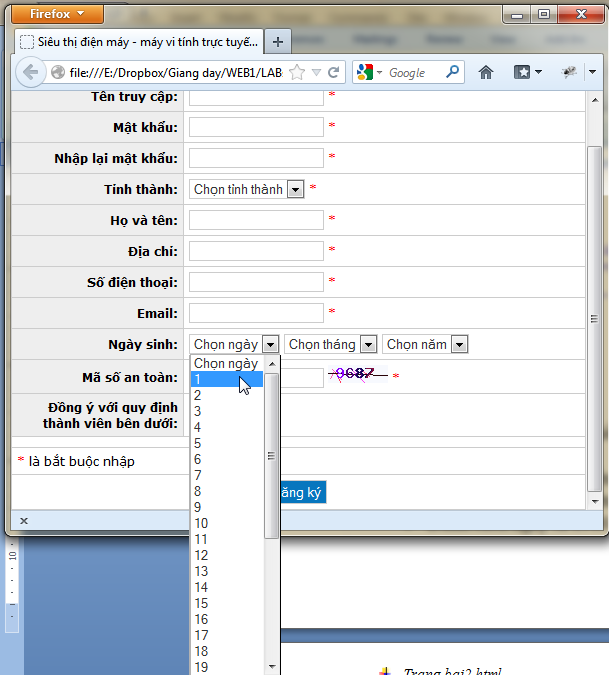 Firefox
Siêu thị điện máy - máy vi tính trực tuyế...
file:///E:/Dropbox/Giang day/WEB1/LAB
Google
Tên truy cập: *
Mật khẩu: *
Nhập lại mật khẩu: *
Tỉnh thành: Chọn tỉnh thành *
Họ và tên: *
Địa chỉ: *
Số điện thoại: *
Email: *
Ngày sinh: Chọn ngày Chọn tháng Chọn năm
Chọn ngày
Mã số an toàn: 9687 *
1
2
Đồng ý với quy định
thành viên bên dưới:
3
4
5
6
* là bắt buộc nhập
7
8
ăng ký
9
10
x
11
12
13
14
15
16
17
18
19
10
Trang bai2.html